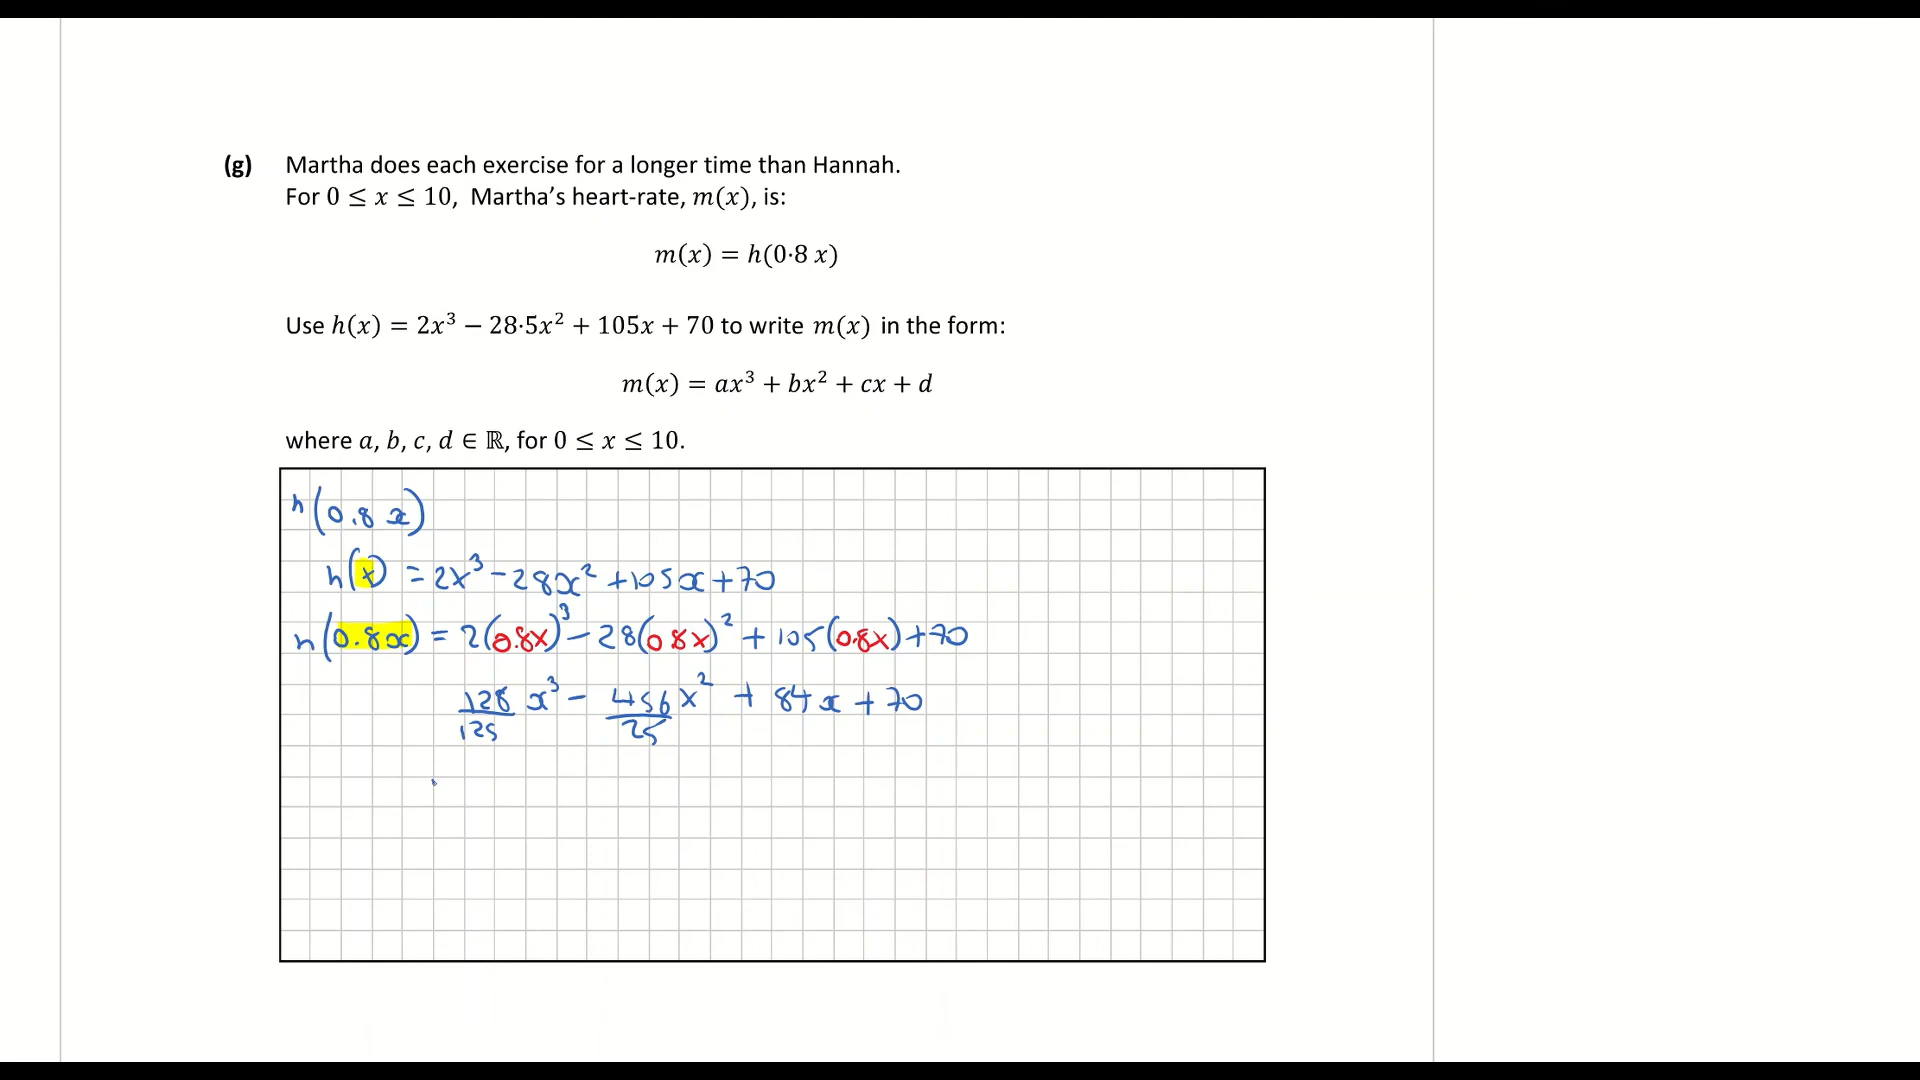 (g) Martha does each exercise for a longer time than Hannah.
For 0 ≤ x ≤ 10, Martha’s heart-rate, m(x), is:
m(x) = h(0·8 x)
Use h(x) = 2x³ − 28·5x² + 105x + 70 to write m(x) in the form:
m(x) = ax³ + bx² + cx + d
where a, b, c, d ∈ ℝ, for 0 ≤ x ≤ 10.
h(0.8 x)
h(x) = 2x³ − 28x² + 105x + 70
h(0.8x) = 2(0.8x)³ − 28(0.8x)² + 105(0.8x) + 70
128/125 x³ − 456/25 x² + 84x + 70